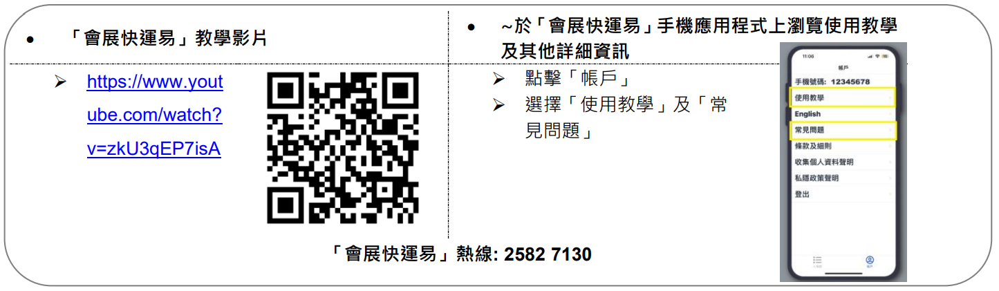 • 「會展快運易」教學影片
➢ https://www.yout
ube.com/watch?
v=zkU3qEP7isA
• ~於「會展快運易」手機應用程式上瀏覽使用教學
及其他詳細資訊
➢ 點擊「帳戶」
➢ 選擇「使用教學」及「常
見問題」
11:06
帳戶
手機號碼: 12345678
使用教學
English
常見問題
條款及細則
收集個人資料聲明
私隱政策聲明
登出
帳戶
「會展快運易」熱線: 2582 7130